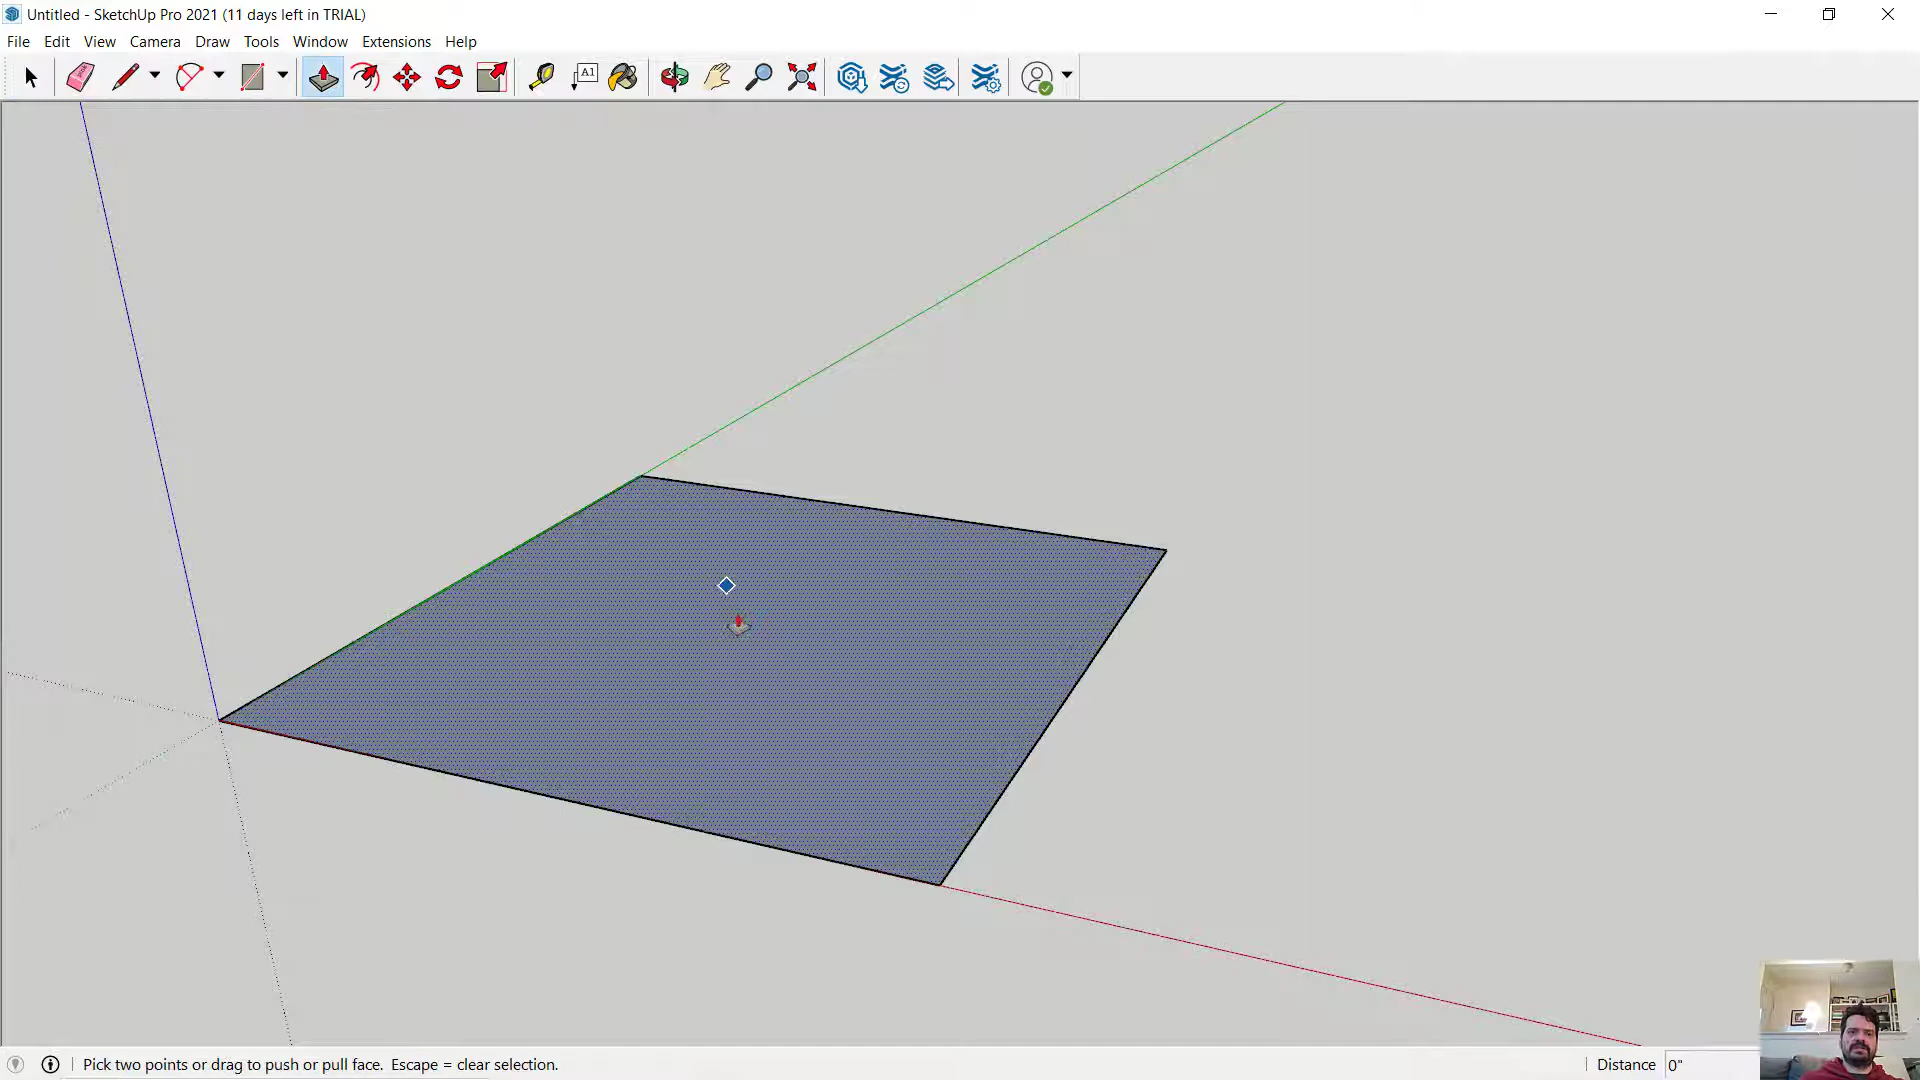 Untitled - SketchUp Pro 2021 (11 days left in TRIAL)
File Edit View Camera Draw Tools Window Extensions Help
A1
Pick two points or drag to push or pull face. Escape = clear selection.
Distance 0"